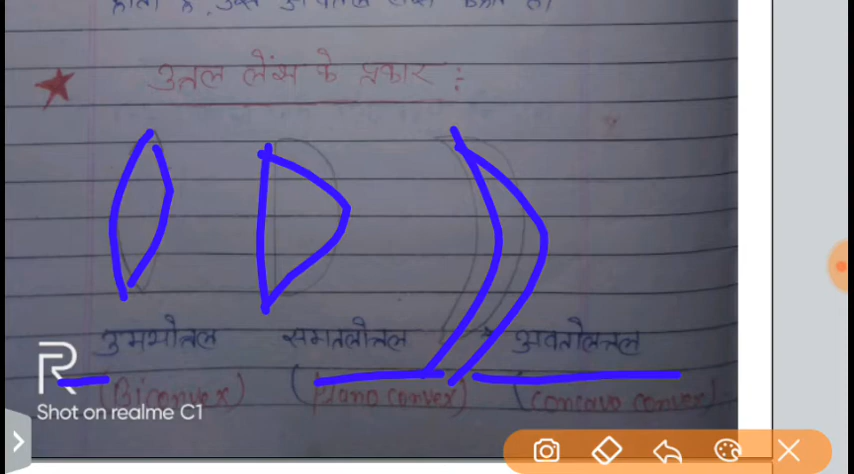 उत्तल लेंस के प्रकार :
उभयोत्तल समतलोत्तल अवतलोत्तल
(Biconvex) (plano convex) (concavo convex)
Shot on realme C1